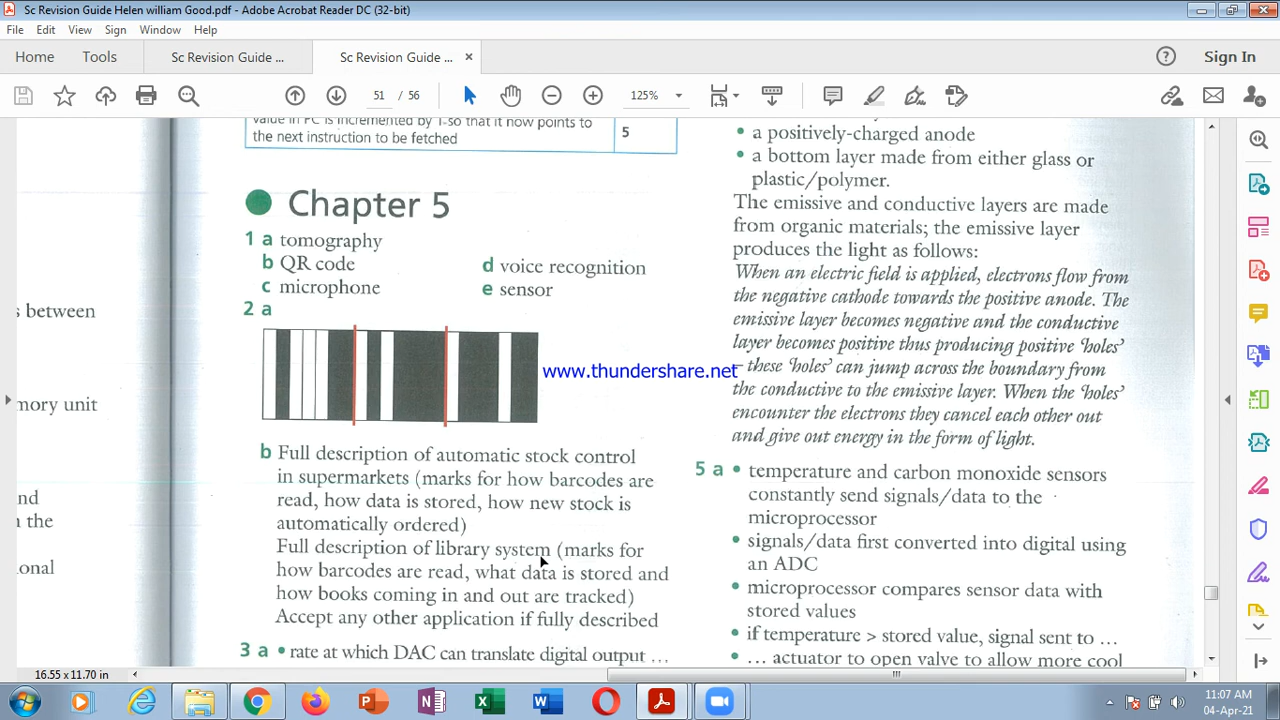 Sc Revision Guide Helen william Good.pdf - Adobe Acrobat Reader DC (32-bit)
File Edit View Sign Window Help
Home Tools Sc Revision Guide ... Sc Revision Guide ... × Sign In
51 / 56 125%
value in PC is incremented by 1-so that it now points to
the next instruction to be fetched
5
Chapter 5
1 a tomography
b QR code
c microphone
d voice recognition
e sensor
2 a
www.thundershare.net
b Full description of automatic stock control
in supermarkets (marks for how barcodes are
read, how data is stored, how new stock is
automatically ordered)
Full description of library system (marks for
how barcodes are read, what data is stored and
how books coming in and out are tracked)
Accept any other application if fully described
3 a • rate at which DAC can translate digital output ...
s between
mory unit
nd
n the
ional
• a positively-charged anode
• a bottom layer made from either glass or
plastic/polymer.
The emissive and conductive layers are made
from organic materials; the emissive layer
produces the light as follows:
When an electric field is applied, electrons flow from
the negative cathode towards the positive anode. The
emissive layer becomes negative and the conductive
layer becomes positive thus producing positive ‘holes’
– these ‘holes’ can jump across the boundary from
the conductive to the emissive layer. When the ‘holes’
encounter the electrons they cancel each other out
and give out energy in the form of light.
5 a • temperature and carbon monoxide sensors
constantly send signals/data to the
microprocessor
• signals/data first converted into digital using
an ADC
• microprocessor compares sensor data with
stored values
• if temperature > stored value, signal sent to ...
• ... actuator to open valve to allow more cool
16.55 x 11.70 in
11:07 AM
04-Apr-21